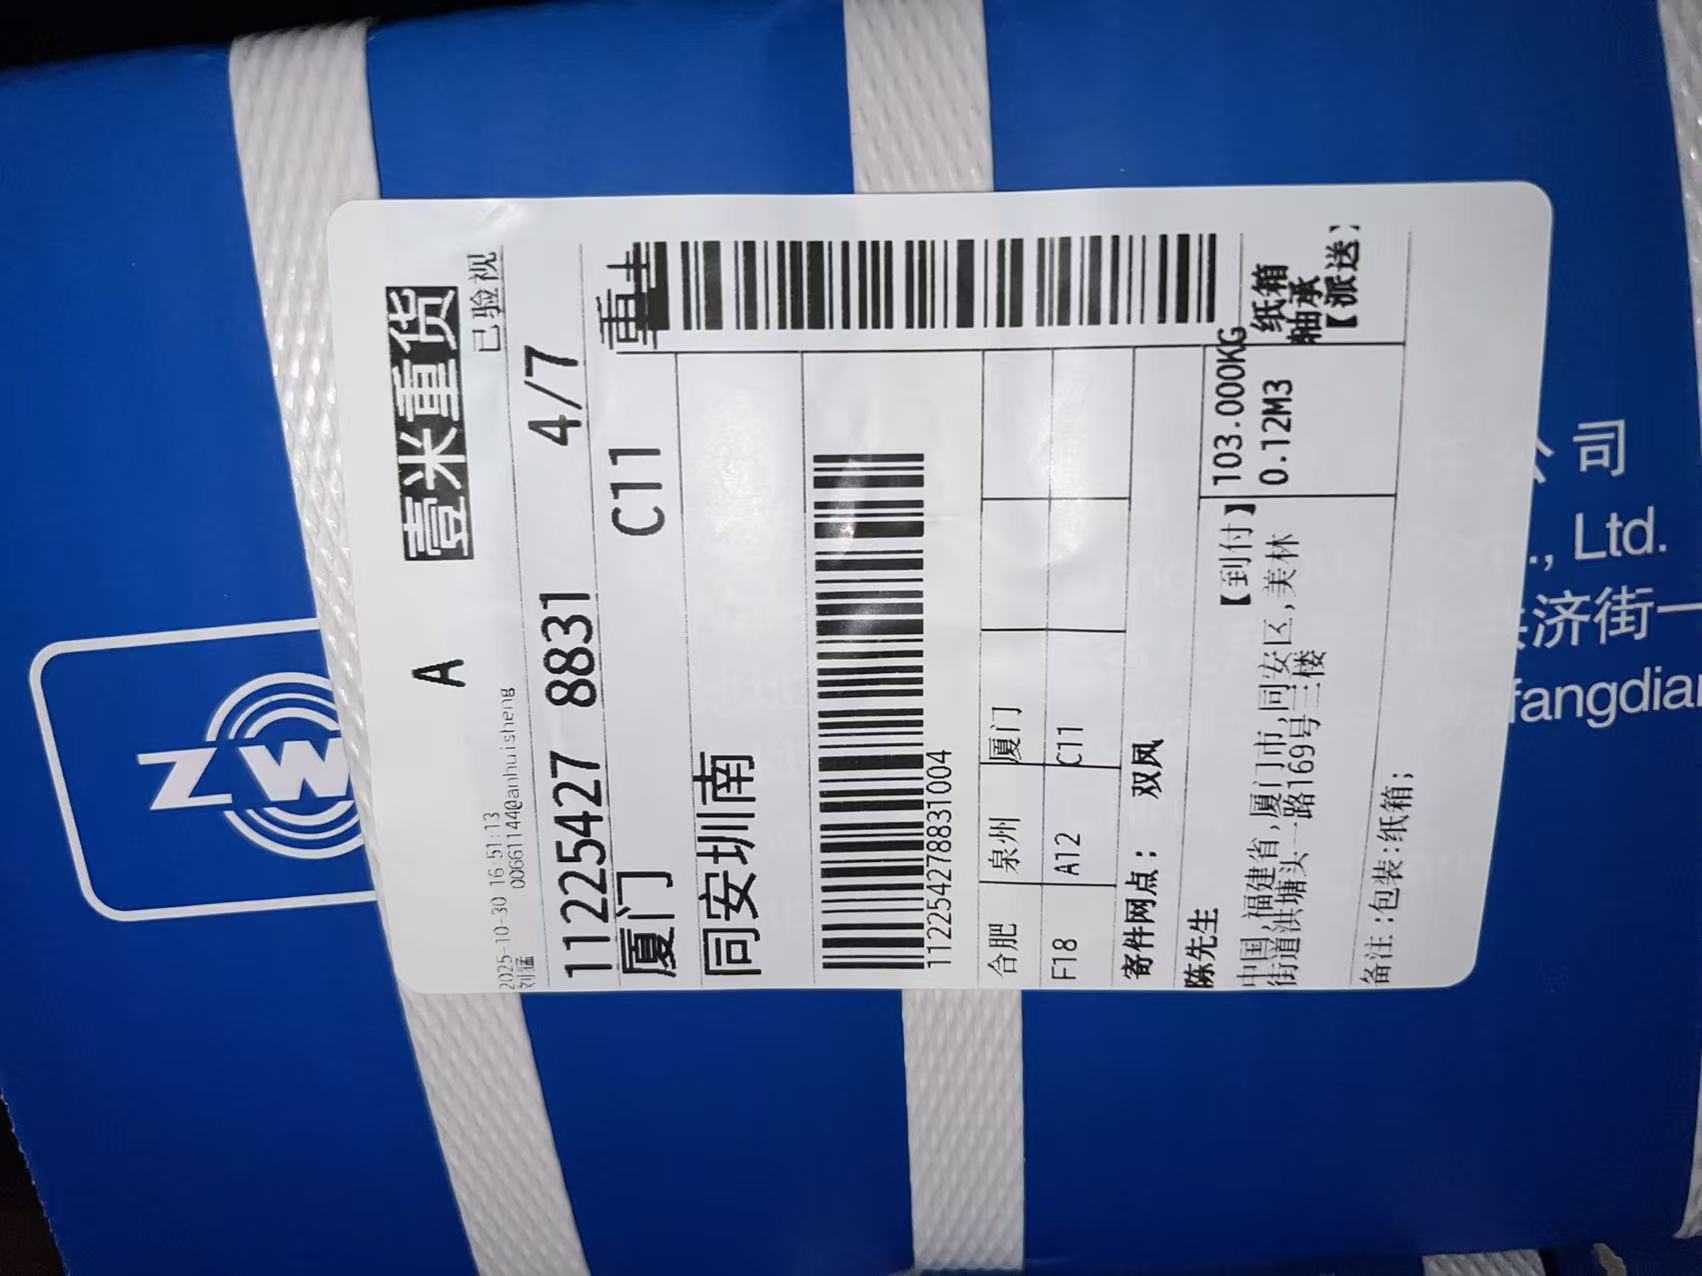 壹米重货
A
已验视
2025-10-30 16:51:13
刘猛 00661144@anhuisheng
11225427 8831 4/7
厦门 C11 重
同安圳南
112254278831004
合肥 泉州 厦门
F18 A12 C11
寄件网点： 双凤
陈先生 【到付】
中国,福建省,厦门市,同安区,美林
街道洪塘头一路169号三楼
103.000KG
0.12M3
纸箱
轴承
【派送】
备注:包装:纸箱;
ZW
公司
., Ltd.
济街一
fangdian